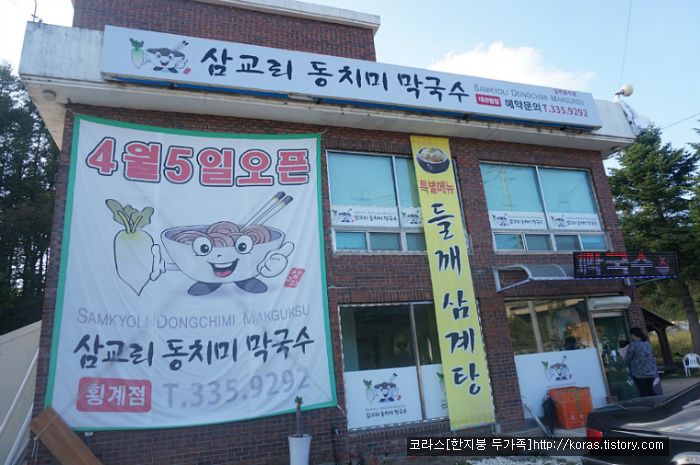 삼교리 동치미 막국수
SAMKYOLI DONGCHIMI MAKGUKSU
예약문의 T.335.9292
4월5일오픈
SAMKYOLI DONGCHIMI MAKGUKSU
삼교리 동치미 막국수
횡계점 T.335.9292
특별메뉴
들깨삼계탕
코라스[한지붕 두가족]http://koras.tistory.com